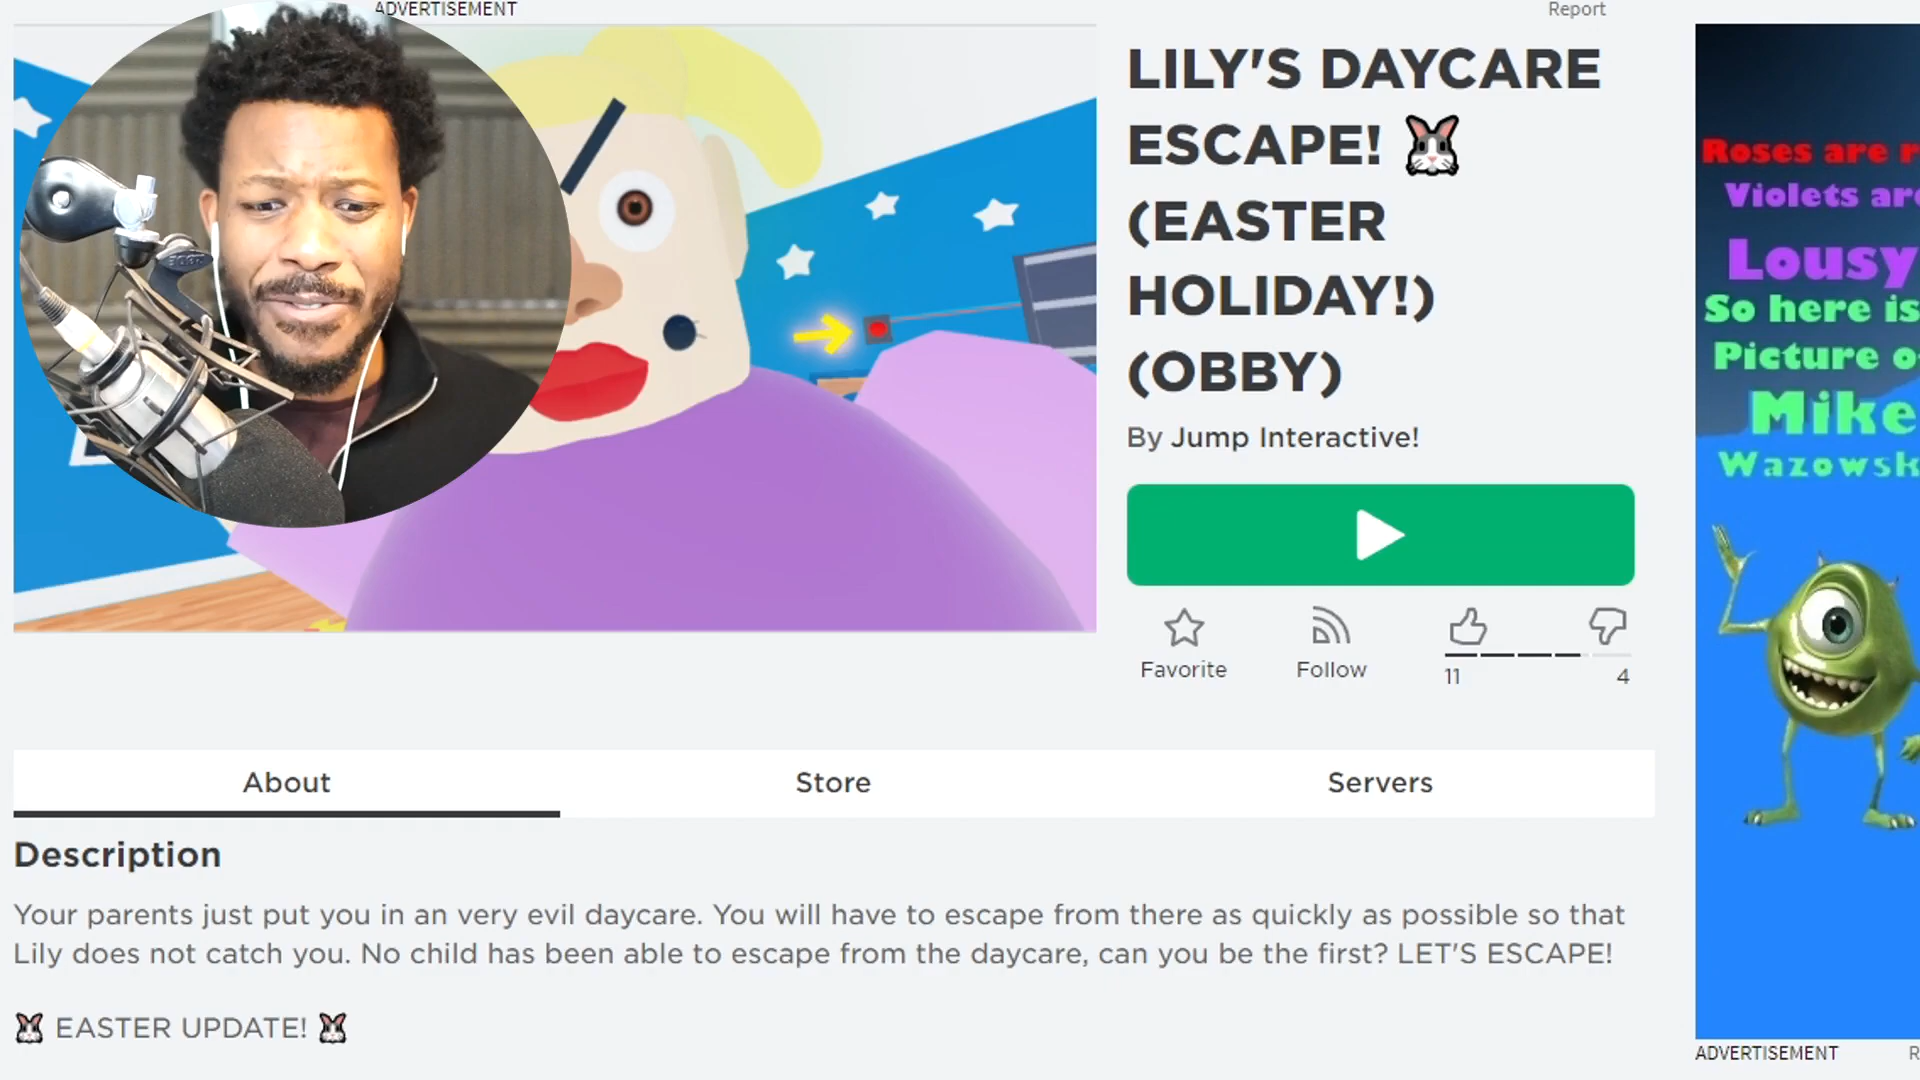 ADVERTISEMENT
Report
LILY'S DAYCARE
ESCAPE! 🐰
(EASTER
HOLIDAY!)
(OBBY)
By Jump Interactive!
Favorite
Follow
11
4
About
Store
Servers
Description
Your parents just put you in an very evil daycare. You will have to escape from there as quickly as possible so that
Lily does not catch you. No child has been able to escape from the daycare, can you be the first? LET'S ESCAPE!
🐰 EASTER UPDATE! 🐰
Roses are r
Violets are
Lousy
So here is
Picture o
Mike
Wazowsk
ADVERTISEMENT
R